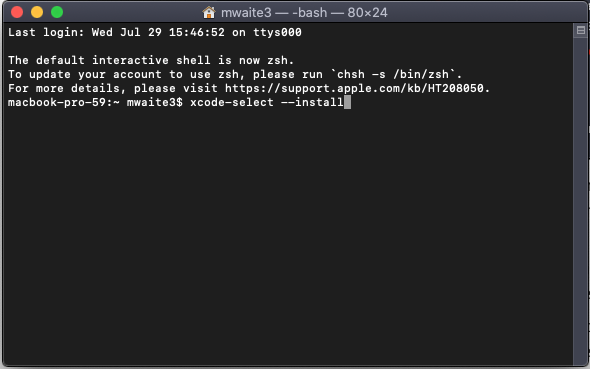 mwaite3 — -bash — 80×24
Last login: Wed Jul 29 15:46:52 on ttys000
The default interactive shell is now zsh.
To update your account to use zsh, please run `chsh -s /bin/zsh`.
For more details, please visit https://support.apple.com/kb/HT208050.
macbook-pro-59:~ mwaite3$ xcode-select --install